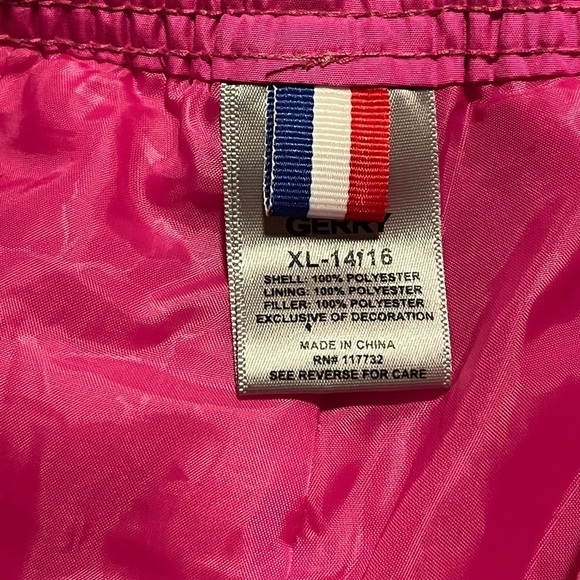 GERRY
XL-14/16
SHELL: 100% POLYESTER
LINING: 100% POLYESTER
FILLER: 100% POLYESTER
EXCLUSIVE OF DECORATION
MADE IN CHINA
RN# 117732
SEE REVERSE FOR CARE